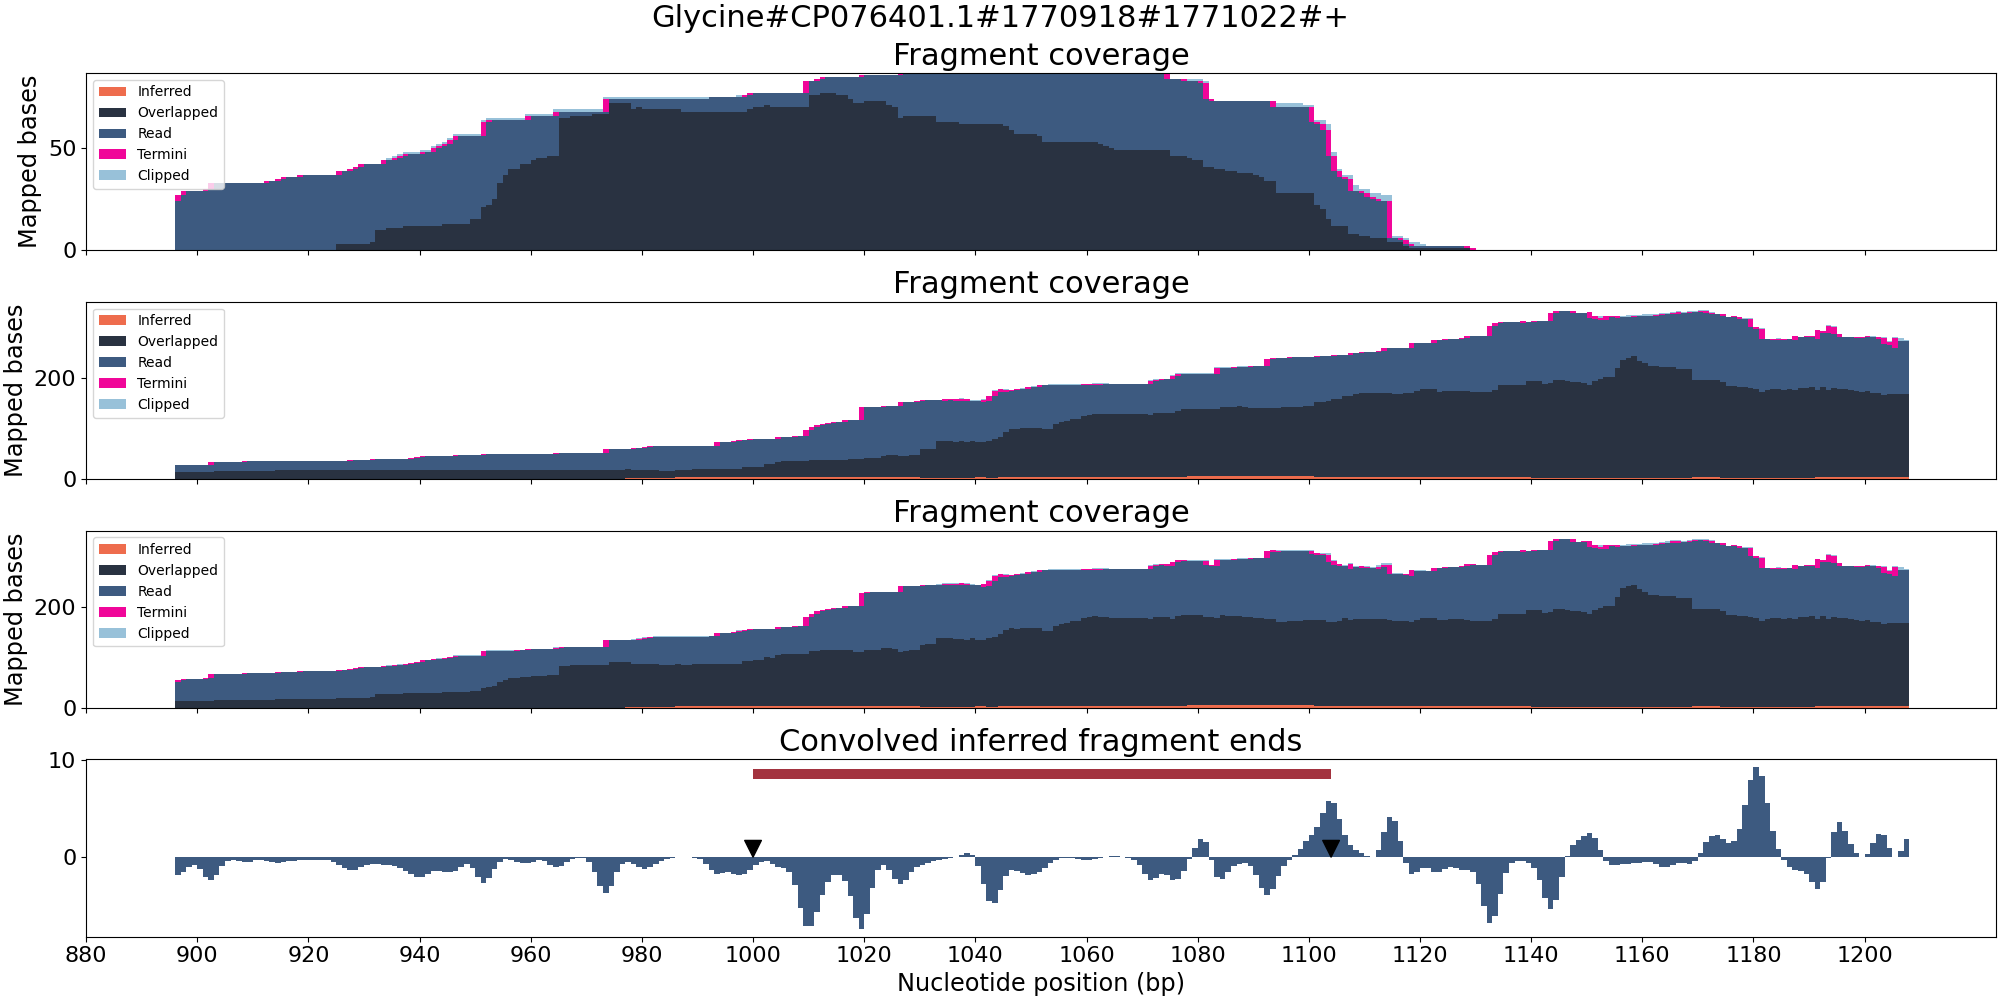 Glycine#CP076401.1#1770918#1771022#+
Fragment coverage
Mapped bases
50
0
Inferred
Overlapped
Read
Termini
Clipped
Fragment coverage
Mapped bases
200
0
Inferred
Overlapped
Read
Termini
Clipped
Fragment coverage
Mapped bases
200
0
Inferred
Overlapped
Read
Termini
Clipped
Convolved inferred fragment ends
10
0
880 900 920 940 960 980 1000 1020 1040 1060 1080 1100 1120 1140 1160 1180 1200
Nucleotide position (bp)